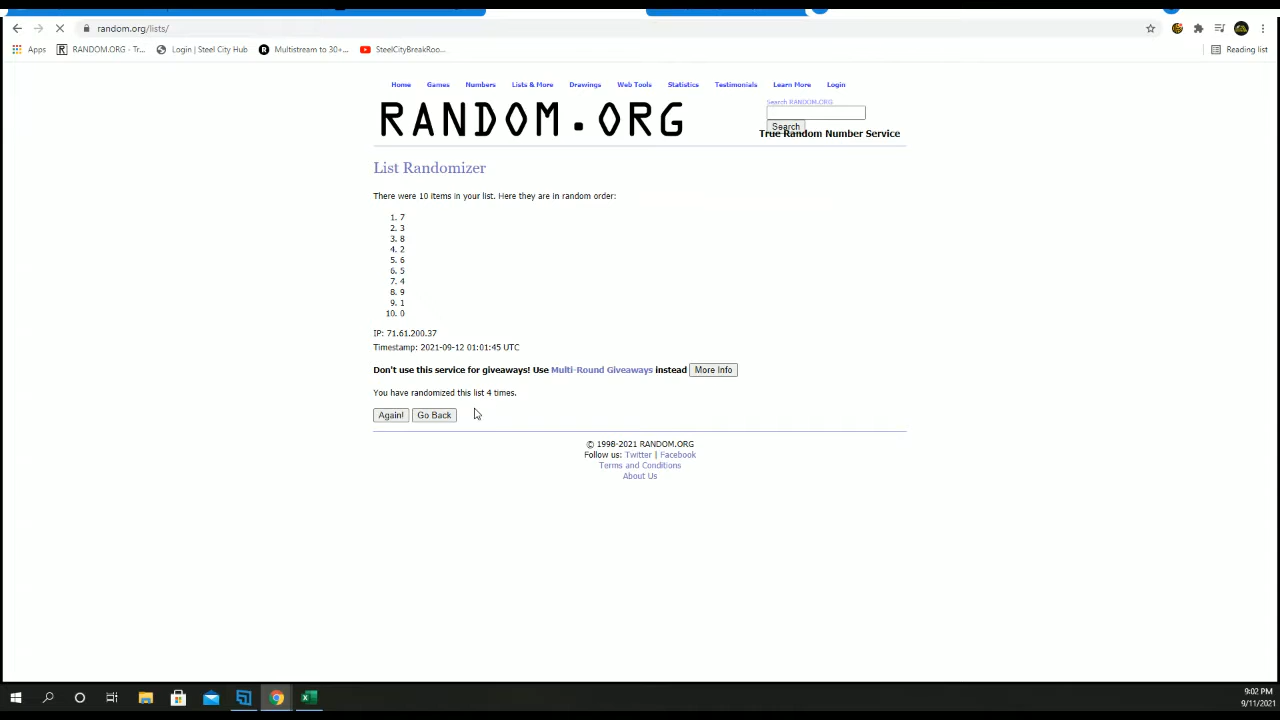 random.org/lists/
Apps
RANDOM.ORG - Tr...
Login | Steel City Hub
Multistream to 30+...
SteelCityBreakRoo...
Reading list
Home Games Numbers Lists & More Drawings Web Tools Statistics Testimonials Learn More Login
RANDOM.ORG
Search RANDOM.ORG
Search
True Random Number Service
List Randomizer
There were 10 items in your list. Here they are in random order:
1. 7
2. 3
3. 8
4. 2
5. 6
6. 5
7. 4
8. 9
9. 1
10. 0
IP: 71.61.200.37
Timestamp: 2021-09-12 01:01:45 UTC
Don't use this service for giveaways! Use Multi-Round Giveaways instead More Info
You have randomized this list 4 times.
Again! Go Back
© 1998-2021 RANDOM.ORG
Follow us: Twitter | Facebook
Terms and Conditions
About Us
9:02 PM
9/11/2021